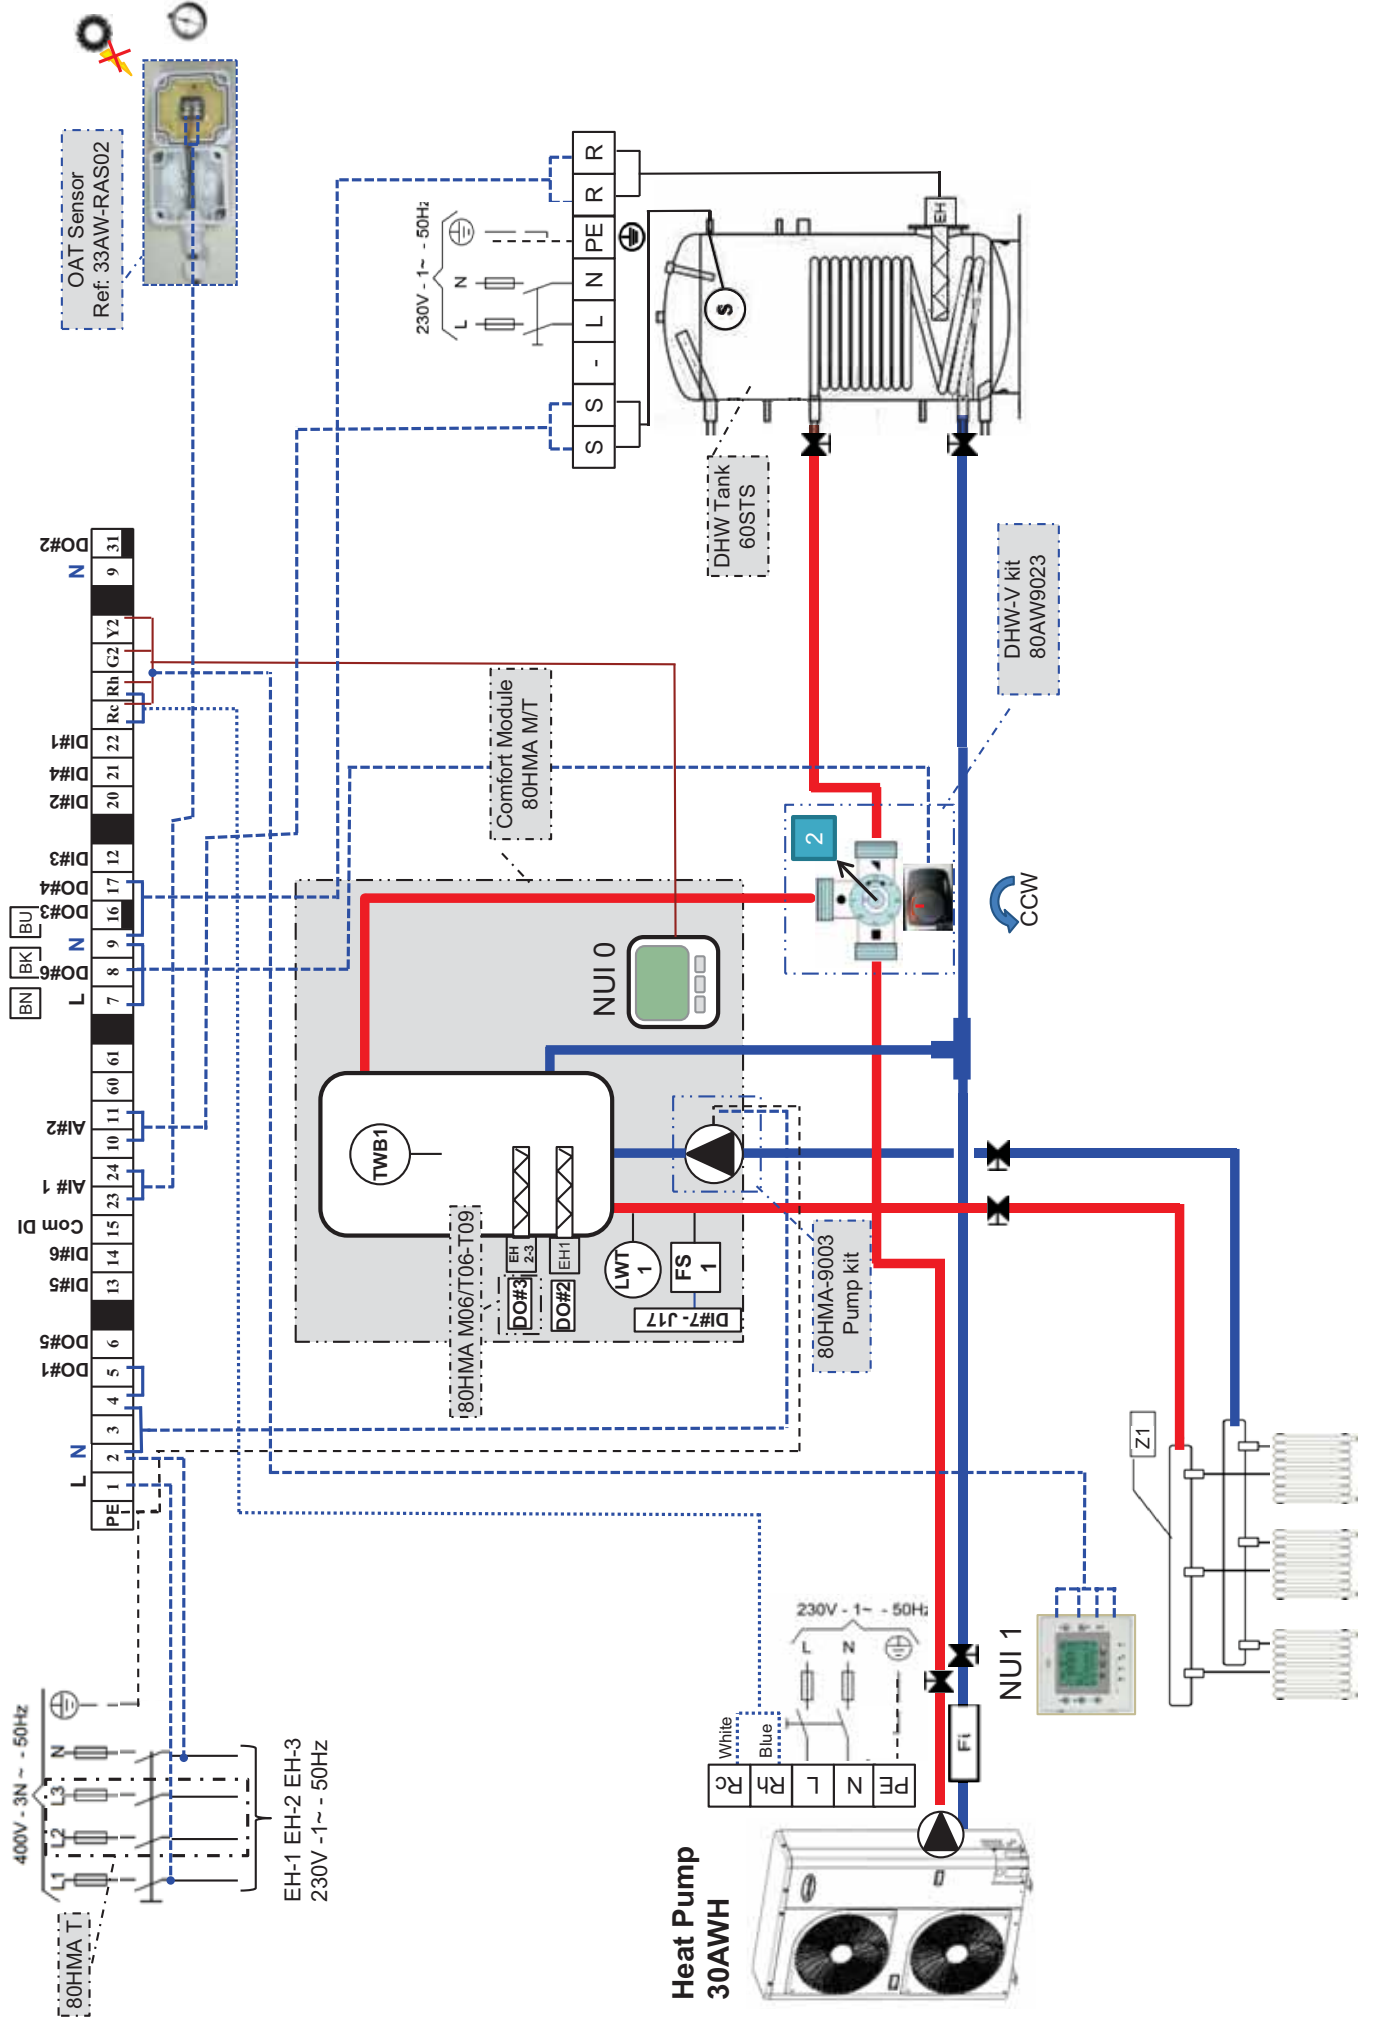 OAT Sensor
Ref: 33AW-RAS02
230V - 1~ - 50Hz
L
N
S
S
-
L
N
PE
R
R
S
EH
DHW Tank
60STS
DHW-V kit
80AW9023
Comfort Module
80HMA M/T
2
CCW
NUI 0
TWB1
EH
2-3
EH1
DO#3
DO#2
LWT
1
FS
1
DI#7- J17
80HMA M06/T06-T09
80HMA-9003
Pump kit
L
N
DO#1
DO#5
DI#5
DI#6
Com DI
AI# 1
AI#2
L
DO#6
N
DO#3
DO#4
DI#3
DI#2
DI#4
DI#1
N
DO#2
BN
BK
BU
PE
1
2
3
4
5
6
13
14
15
23
24
10
11
60
61
7
8
9
16
17
12
20
21
22
Rc
Rh
G2
Y2
9
31
400V - 3N ~ - 50Hz
L1
L2
L3
N
80HMA T
EH-1 EH-2 EH-3
230V -1~ - 50Hz
Heat Pump
30AWH
White
Blue
Rc
Rh
L
N
PE
230V - 1~ - 50Hz
L
N
Fi
NUI 1
Z1